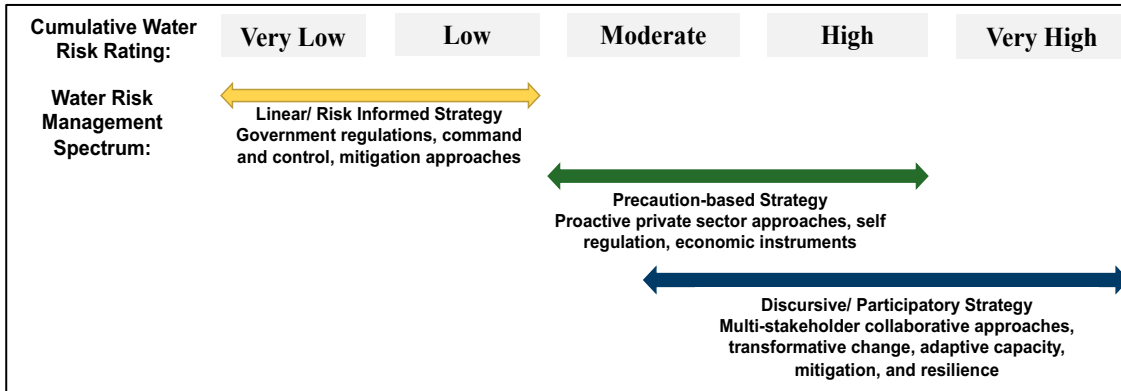 Cumulative Water
Risk Rating:
Very Low
Low
Moderate
High
Very High
Water Risk
Management
Spectrum:
Linear/ Risk Informed Strategy
Government regulations, command
and control, mitigation approaches
Precaution-based Strategy
Proactive private sector approaches, self
regulation, economic instruments
Discursive/ Participatory Strategy
Multi-stakeholder collaborative approaches,
transformative change, adaptive capacity,
mitigation, and resilience